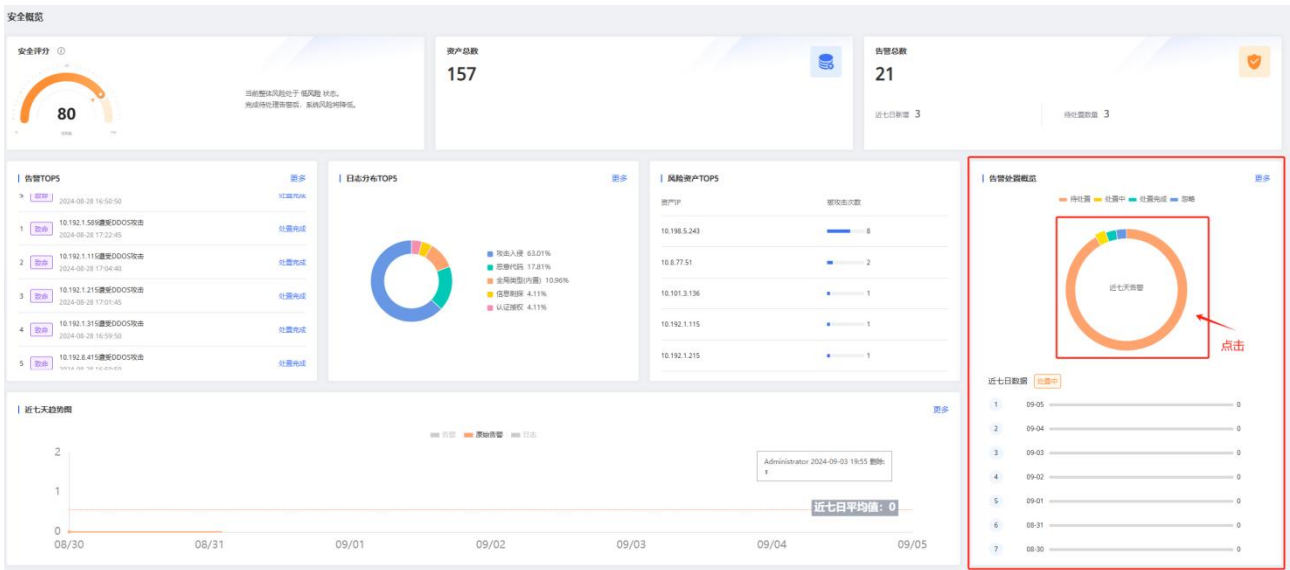 安全概览
安全评分
80
当前整体风险处于 低风险 状态。
完成待处理告警后，系统风险将降低。
资产总数
157
告警总数
21
近七日新增 3
待处置数量 3
告警TOP5 更多
2024-08-28 16:50:50
1 致命 10.192.1.589遭受DDOS攻击 处置完成
2024-08-28 17:22:45
2 致命 10.192.1.115遭受DDOS攻击 处置完成
2024-08-28 17:04:40
3 致命 10.192.1.215遭受DDOS攻击 处置完成
2024-08-28 17:01:45
4 致命 10.192.1.315遭受DDOS攻击 处置完成
2024-08-28 16:59:50
5 致命 10.192.8.415遭受DDOS攻击 处置完成
日志分布TOP5 更多
攻击入侵 63.01%
恶意代码 17.81%
全局类型(内置) 10.96%
信息刺探 4.11%
认证授权 4.11%
风险资产TOP5
资产IP 被攻击次数
10.198.5.243 8
10.8.77.51 2
10.101.3.136 1
10.192.1.115 1
10.192.1.215 1
告警处置概览 更多
待处置 处置中 处置完成 忽略
近七天告警
点击
近七日数据 处置中
1 09-05 0
2 09-04 0
3 09-03 0
4 09-02 0
5 09-01 0
6 08-31 0
7 08-30 0
近七天趋势图 更多
告警 原始告警 日志
2
1
0
Administrator 2024-09-03 19:55 删除:
近七日平均值：0
08/30 08/31 09/01 09/02 09/03 09/04 09/05